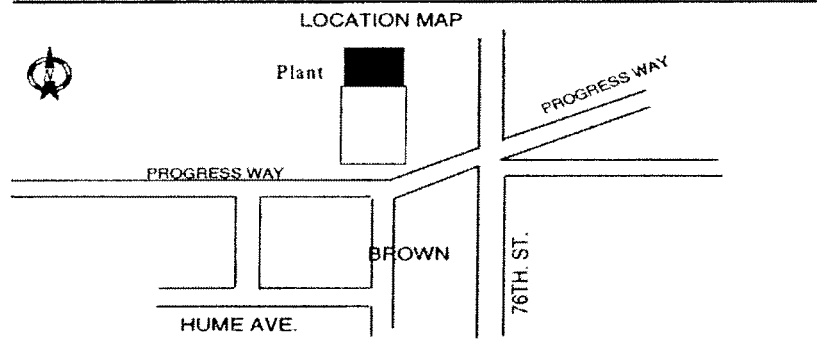 LOCATION MAP
N
Plant
PROGRESS WAY
PROGRESS WAY
BROWN
76TH. ST.
HUME AVE.